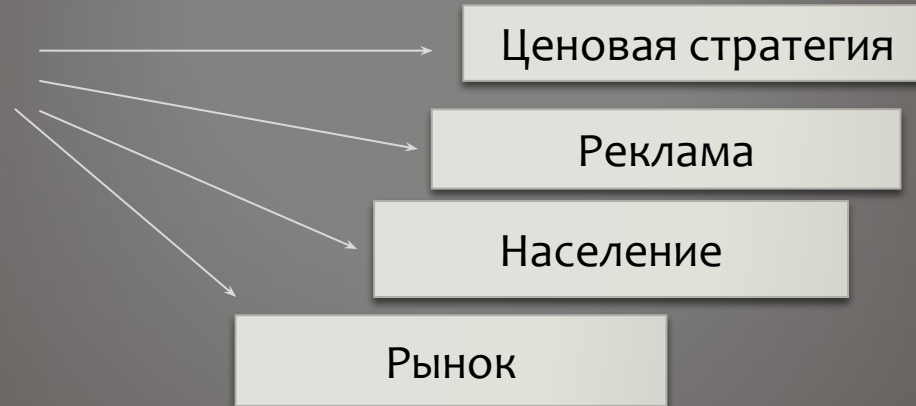 Ценовая стратегия
Реклама
Население
Рынок